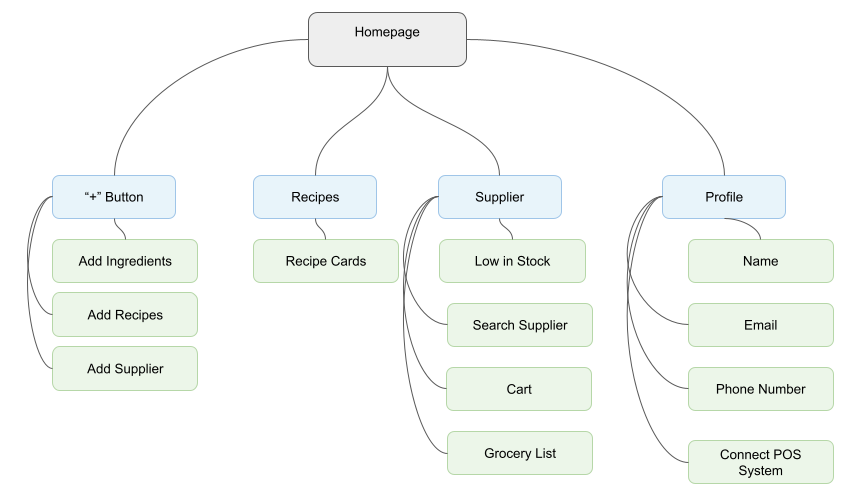 Homepage
“+” Button
Recipes
Supplier
Profile
Add Ingredients
Recipe Cards
Low in Stock
Name
Add Recipes
Search Supplier
Email
Add Supplier
Cart
Phone Number
Grocery List
Connect POS
System